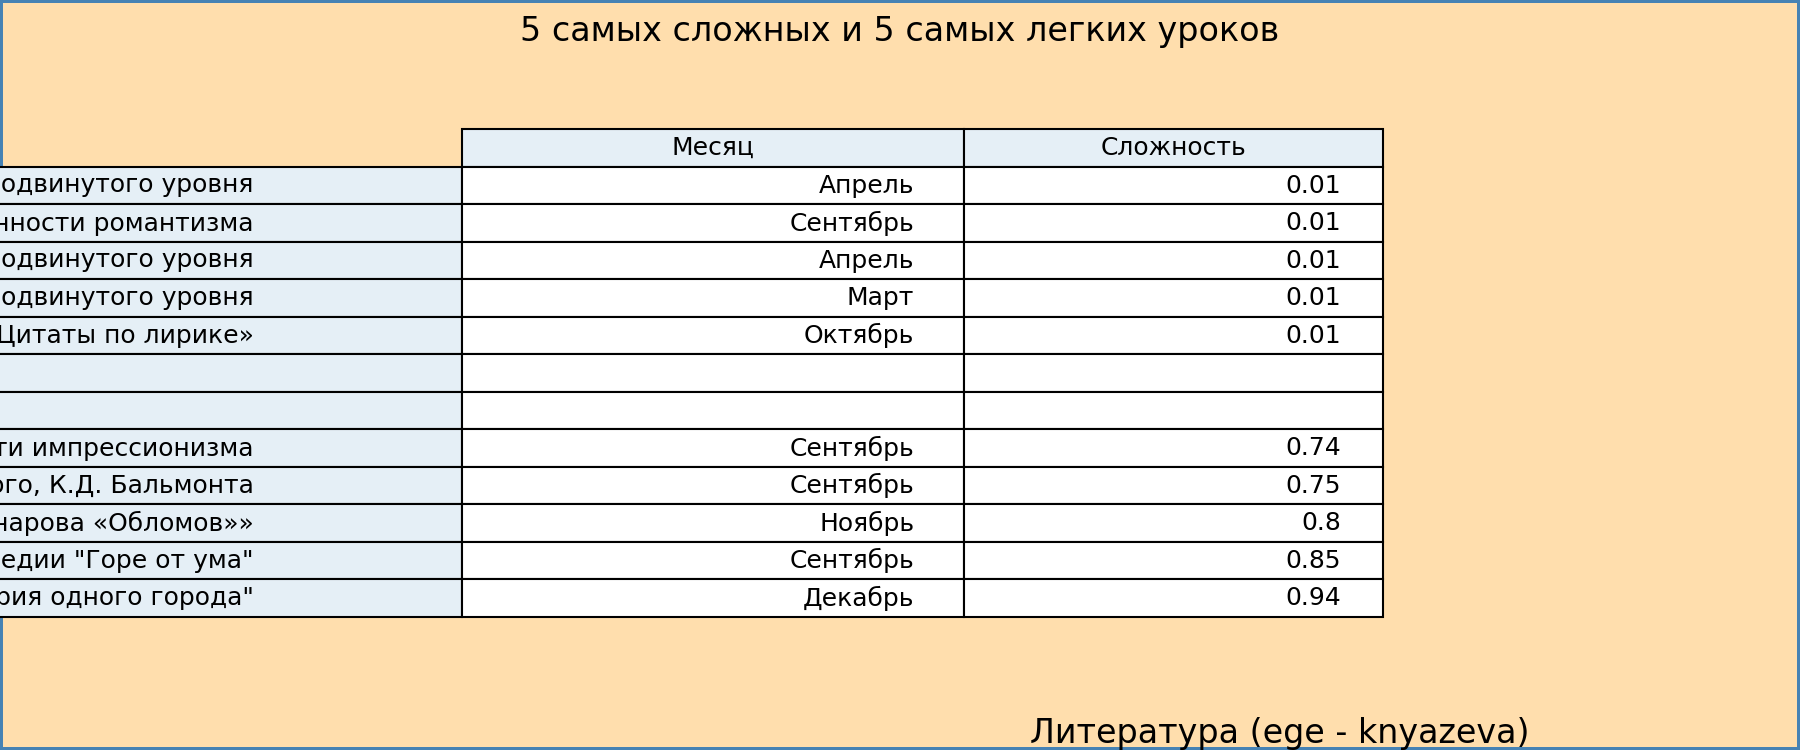 5 самых сложных и 5 самых легких уроков
Месяц Сложность
одвинутого уровня Апрель 0.01
нности романтизма Сентябрь 0.01
одвинутого уровня Апрель 0.01
одвинутого уровня Март 0.01
Цитаты по лирике» Октябрь 0.01
ти импрессионизма Сентябрь 0.74
ого, К.Д. Бальмонта Сентябрь 0.75
нарова «Обломов»» Ноябрь 0.8
едии "Горе от ума" Сентябрь 0.85
рия одного города" Декабрь 0.94
Литература (ege - knyazeva)